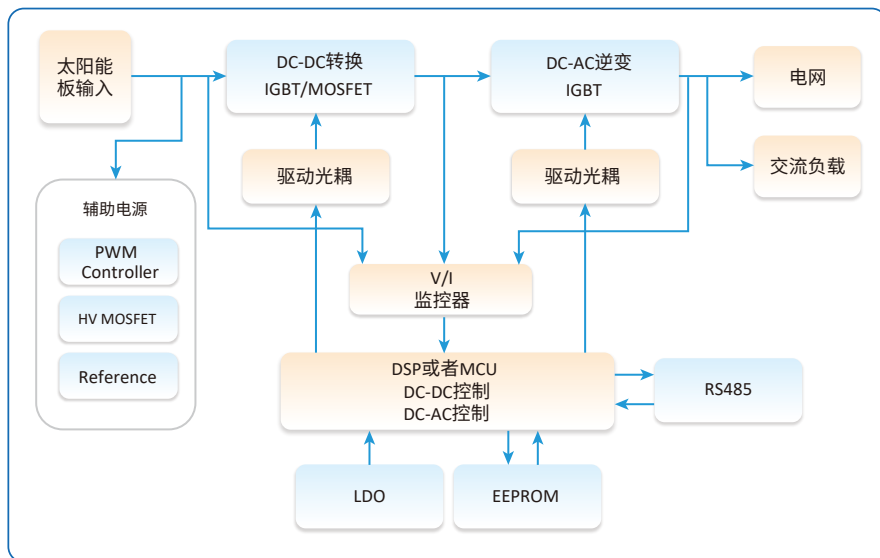 太阳能
板输入
DC-DC转换
IGBT/MOSFET
DC-AC逆变
IGBT
电网
驱动光耦
驱动光耦
交流负载
辅助电源
PWM
Controller
HV MOSFET
Reference
V/I
监控器
DSP或者MCU
DC-DC控制
DC-AC控制
RS485
LDO
EEPROM